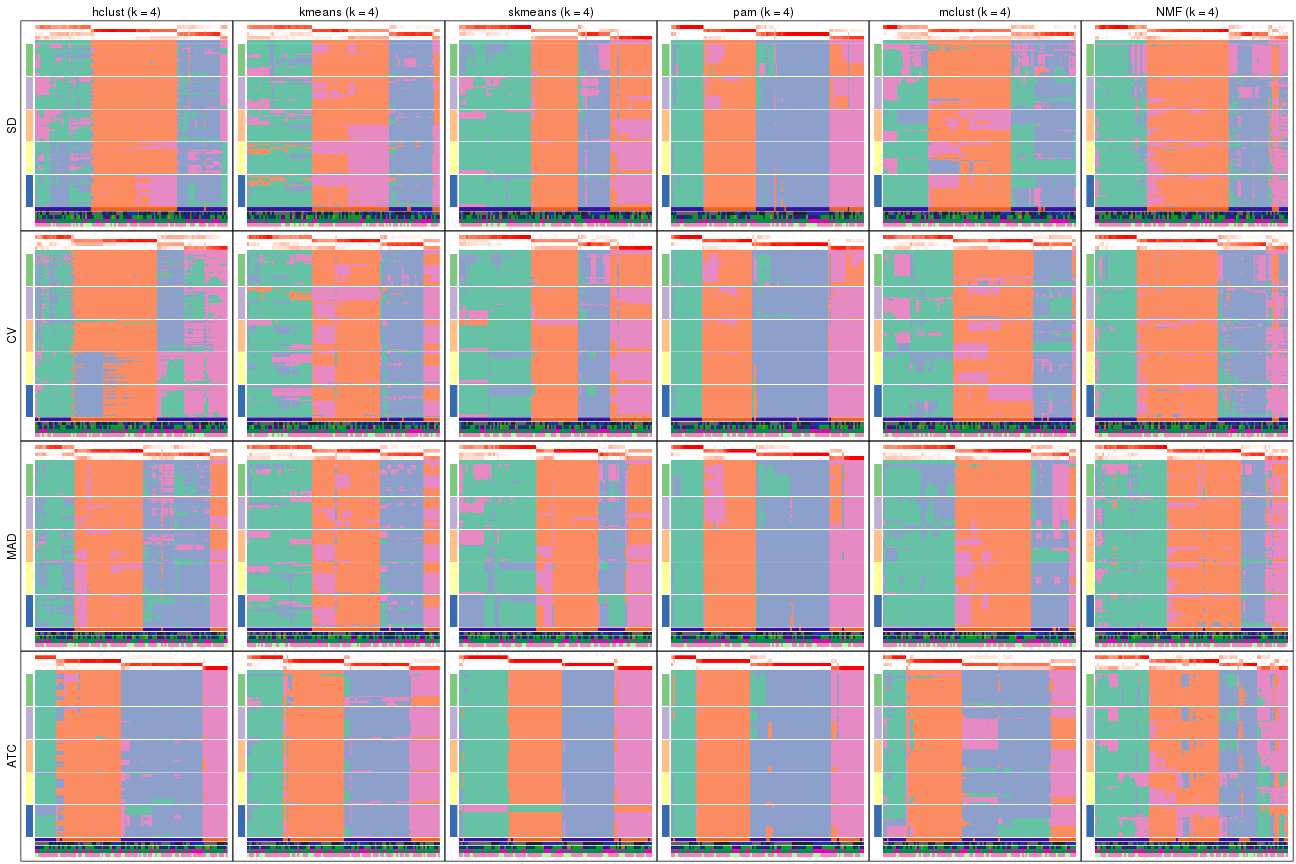 hclust (k = 4)
kmeans (k = 4)
skmeans (k = 4)
pam (k = 4)
mclust (k = 4)
NMF (k = 4)
SD
CV
MAD
ATC